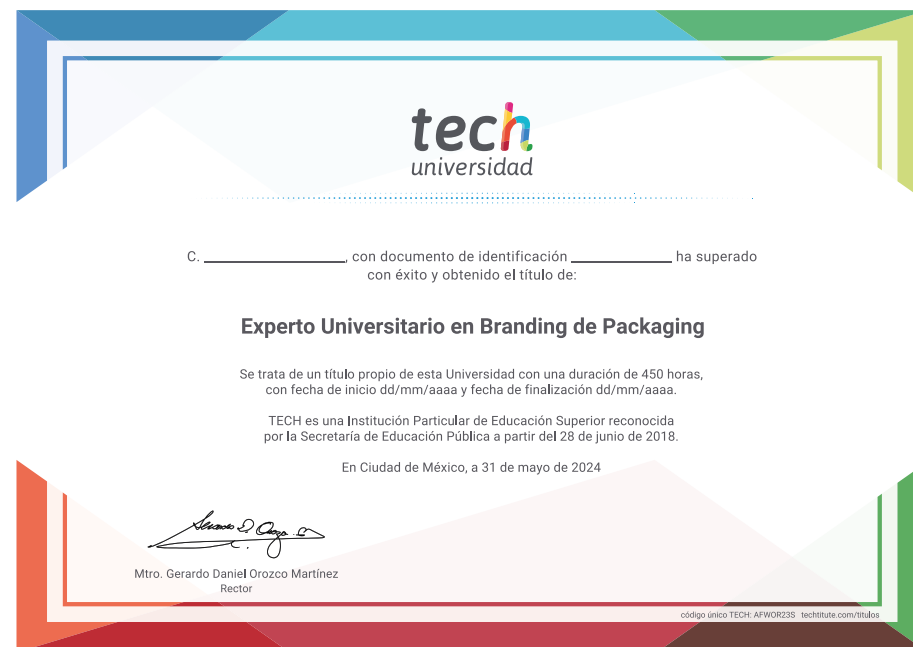 tech
universidad
C. ____________, con documento de identificación ____________ ha superado
con éxito y obtenido el título de:
Experto Universitario en Branding de Packaging
Se trata de un título propio de esta Universidad con una duración de 450 horas,
con fecha de inicio dd/mm/aaaa y fecha de finalización dd/mm/aaaa.
TECH es una Institución Particular de Educación Superior reconocida
por la Secretaría de Educación Pública a partir del 28 de junio de 2018.
En Ciudad de México, a 31 de mayo de 2024
Mtro. Gerardo Daniel Orozco Martínez
Rector
código único TECH: AFWOR23S techtitute.com/titulos